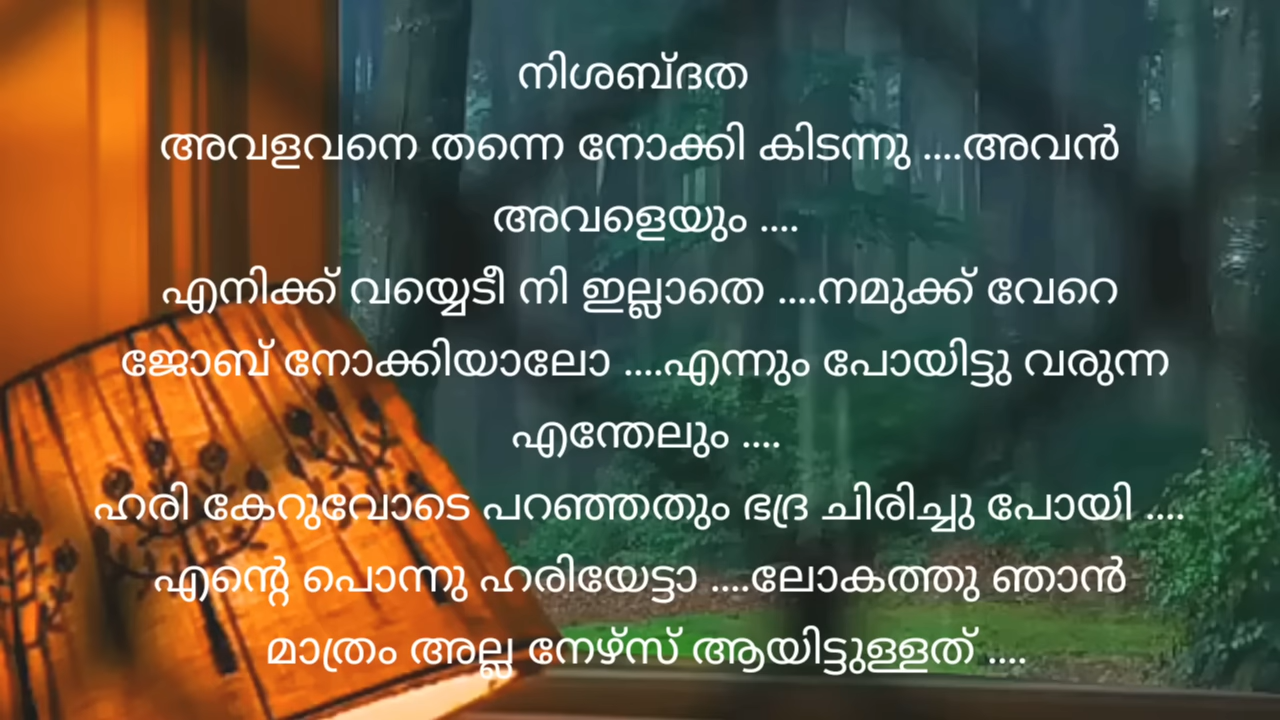 നിശബ്ദത
അവളവനെ തന്നെ നോക്കി കിടന്നു ....അവൻ
അവളെയും ....
എനിക്ക് വയ്യെടീ നി ഇല്ലാതെ ....നമുക്ക് വേറെ
ജോബ് നോക്കിയാലോ ....എന്നും പോയിട്ടു വരുന്ന
എന്തേലും ....
ഹരി കേറുവോടെ പറഞ്ഞതും ഭദ്ര ചിരിച്ചു പോയി ....
എന്റെ പൊന്നു ഹരിയേട്ടാ ....ലോകത്തു ഞാൻ
മാത്രം അല്ല നേഴ്സ് ആയിട്ടുള്ളത് ....